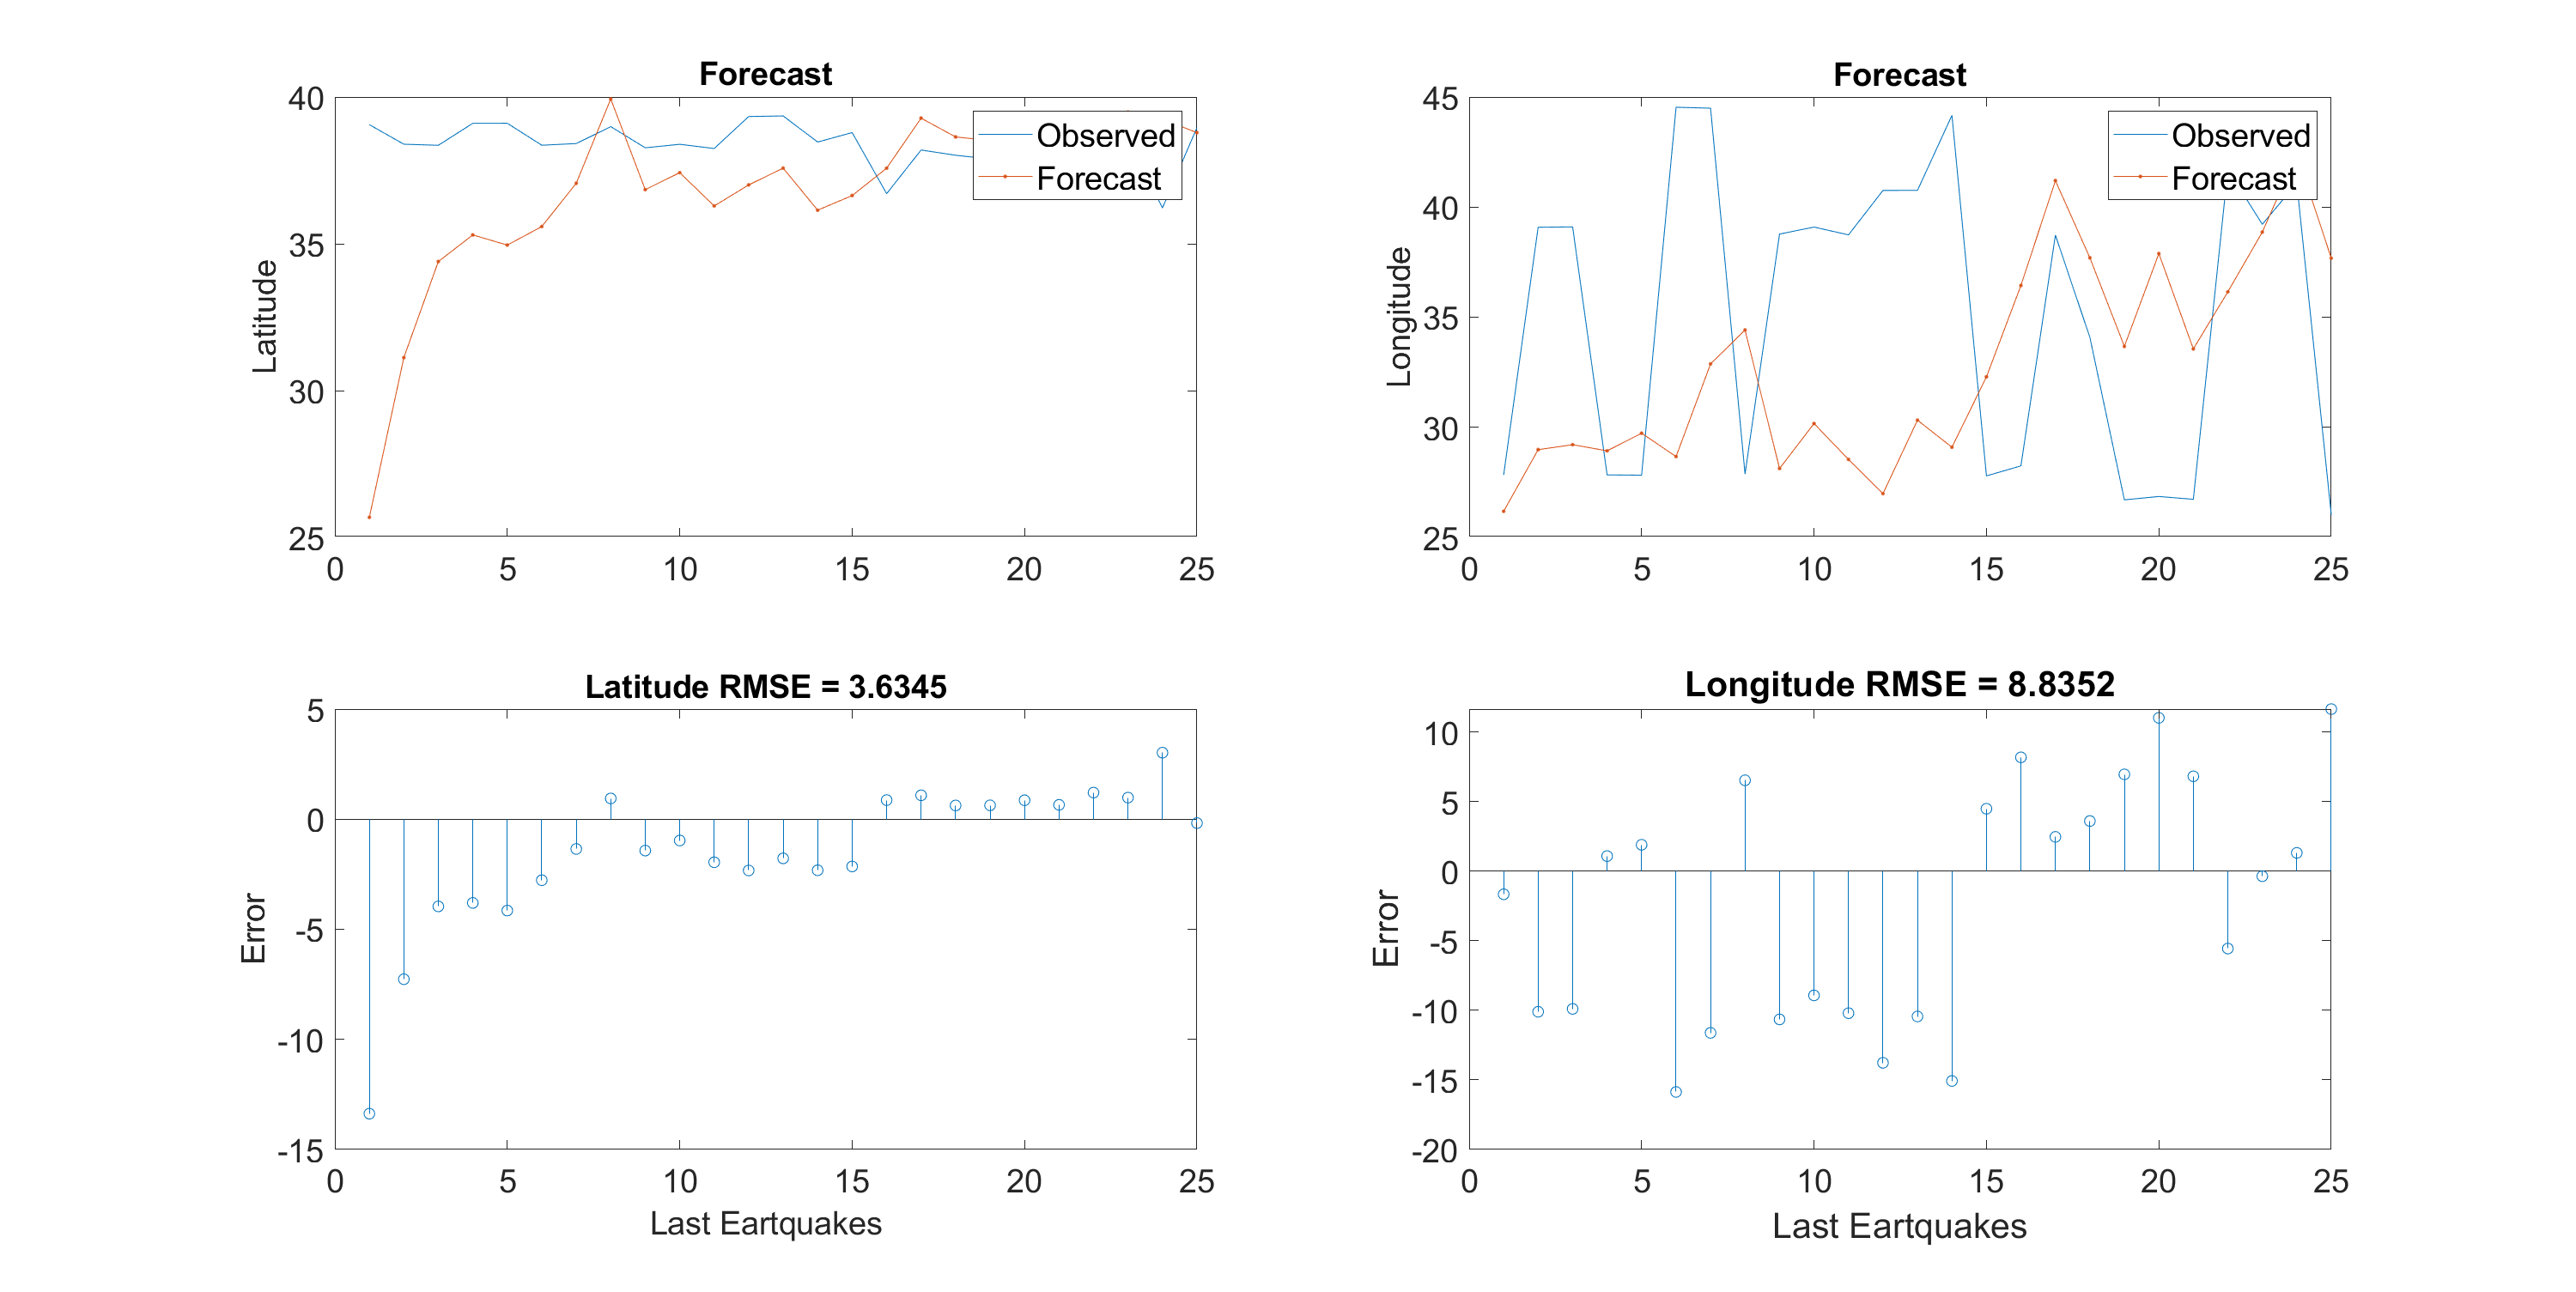 Forecast
40
35
30
25
Latitude
0 5 10 15 20 25
Observed
Forecast
Forecast
45
40
35
30
25
Longitude
0 5 10 15 20 25
Observed
Forecast
Latitude RMSE = 3.6345
5
0
-5
-10
-15
Error
0 5 10 15 20 25
Last Eartquakes
Longitude RMSE = 8.8352
10
5
0
-5
-10
-15
-20
Error
0 5 10 15 20 25
Last Eartquakes